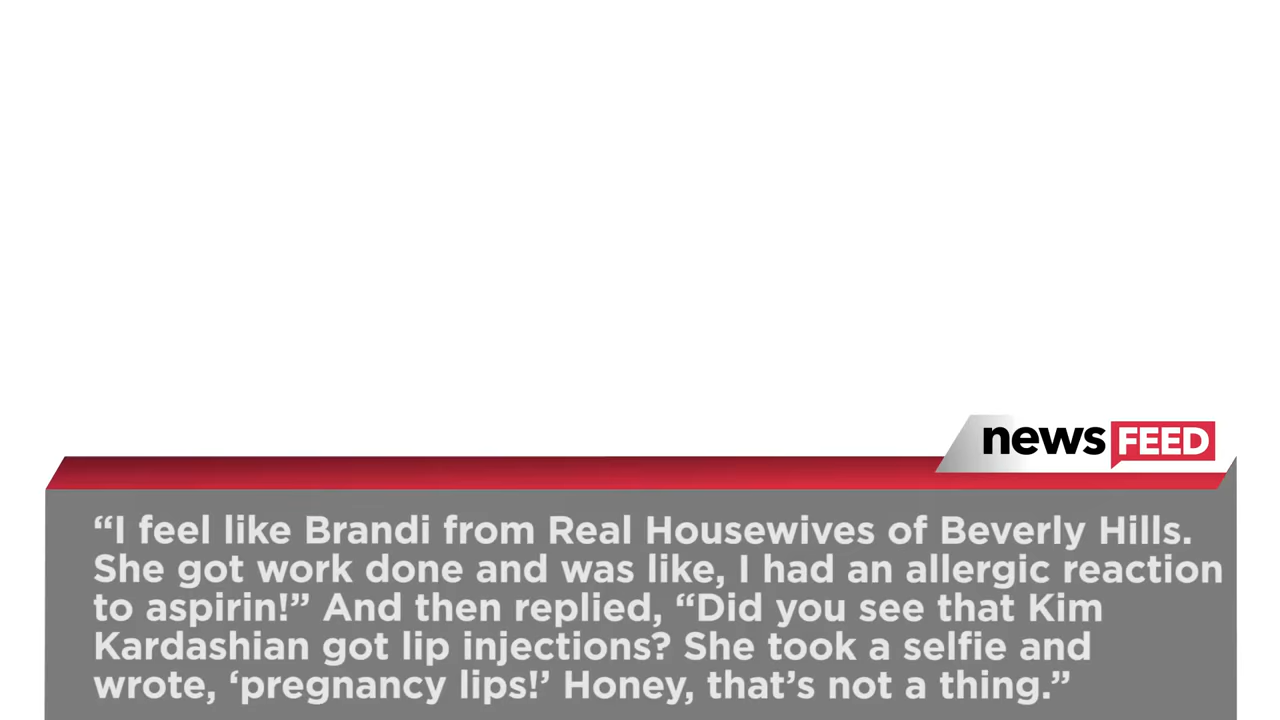 news FEED
“I feel like Brandi from Real Housewives of Beverly Hills.
She got work done and was like, I had an allergic reaction
to aspirin!” And then replied, “Did you see that Kim
Kardashian got lip injections? She took a selfie and
wrote, ‘pregnancy lips!’ Honey, that’s not a thing.”